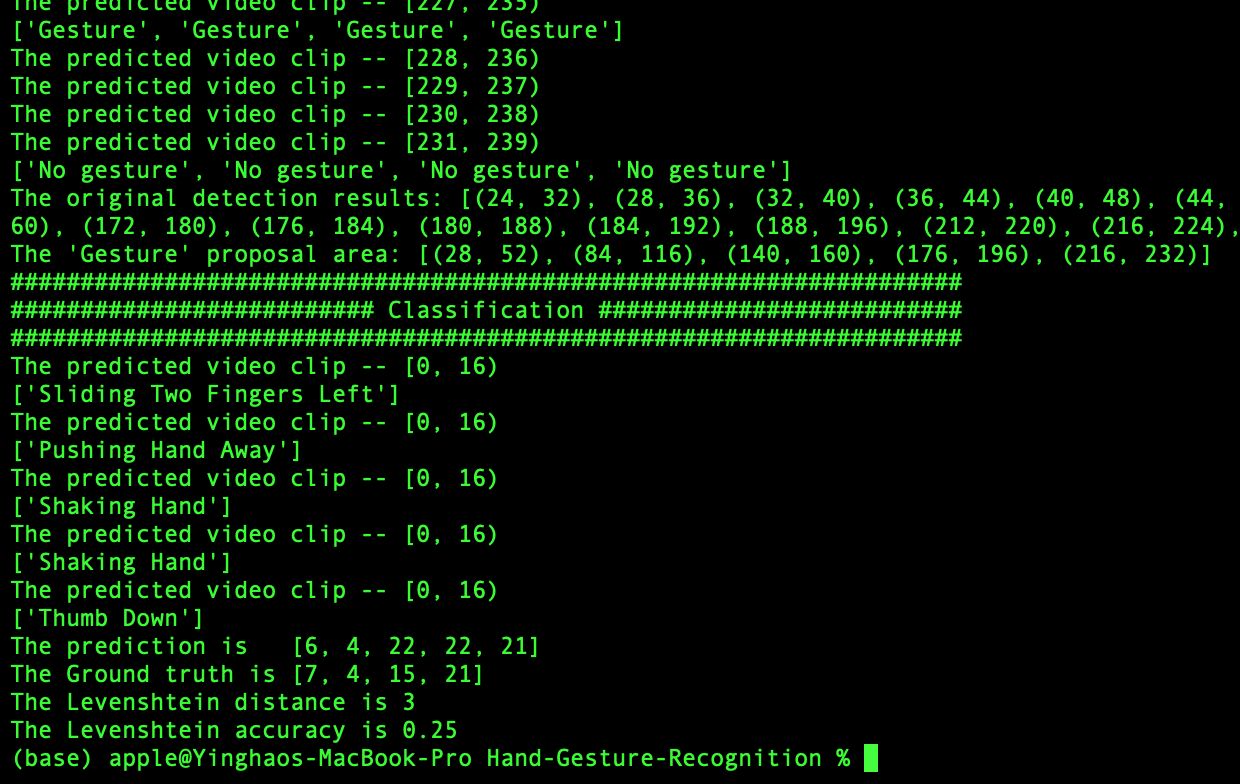 The predicted video clip -- [227, 235)
['Gesture', 'Gesture', 'Gesture', 'Gesture']
The predicted video clip -- [228, 236)
The predicted video clip -- [229, 237)
The predicted video clip -- [230, 238)
The predicted video clip -- [231, 239)
['No gesture', 'No gesture', 'No gesture', 'No gesture']
The original detection results: [(24, 32), (28, 36), (32, 40), (36, 44), (40, 48), (44,
60), (172, 180), (176, 184), (180, 188), (184, 192), (188, 196), (212, 220), (216, 224),
The 'Gesture' proposal area: [(28, 52), (84, 116), (140, 160), (176, 196), (216, 232)]
####################################################################
########################## Classification ##########################
####################################################################
The predicted video clip -- [0, 16)
['Sliding Two Fingers Left']
The predicted video clip -- [0, 16)
['Pushing Hand Away']
The predicted video clip -- [0, 16)
['Shaking Hand']
The predicted video clip -- [0, 16)
['Shaking Hand']
The predicted video clip -- [0, 16)
['Thumb Down']
The prediction is   [6, 4, 22, 22, 21]
The Ground truth is [7, 4, 15, 21]
The Levenshtein distance is 3
The Levenshtein accuracy is 0.25
(base) apple@Yinghaos-MacBook-Pro Hand-Gesture-Recognition %